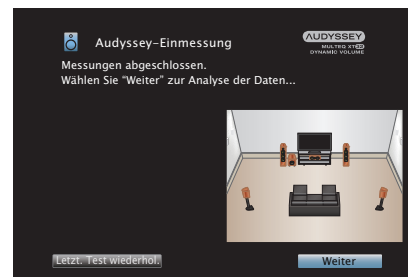 Audyssey-Einmessung
AUDYSSEY
MULTEQ XT32
DYNAMIC VOLUME
Messungen abgeschlossen.
Wählen Sie “Weiter” zur Analyse der Daten...
Letzt. Test wiederhol.
Weiter